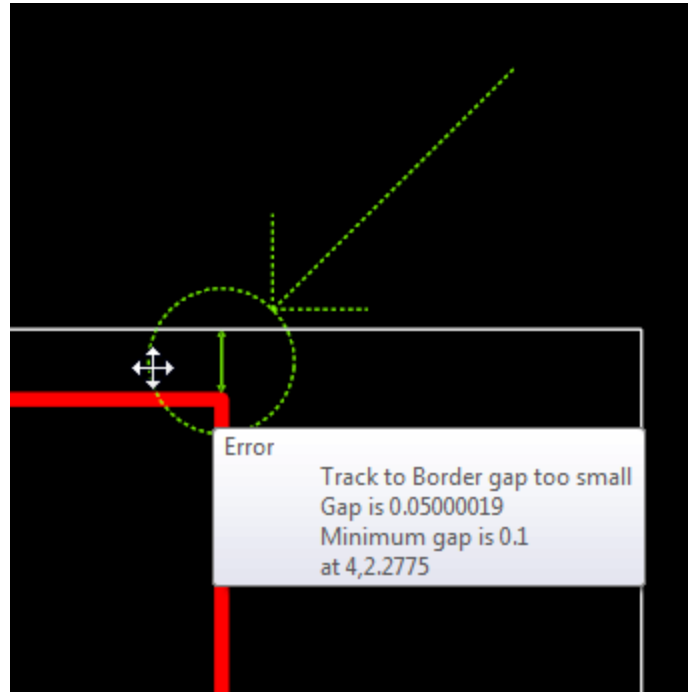 Error
Track to Border gap too small
Gap is 0.05000019
Minimum gap is 0.1
at 4,2.2775